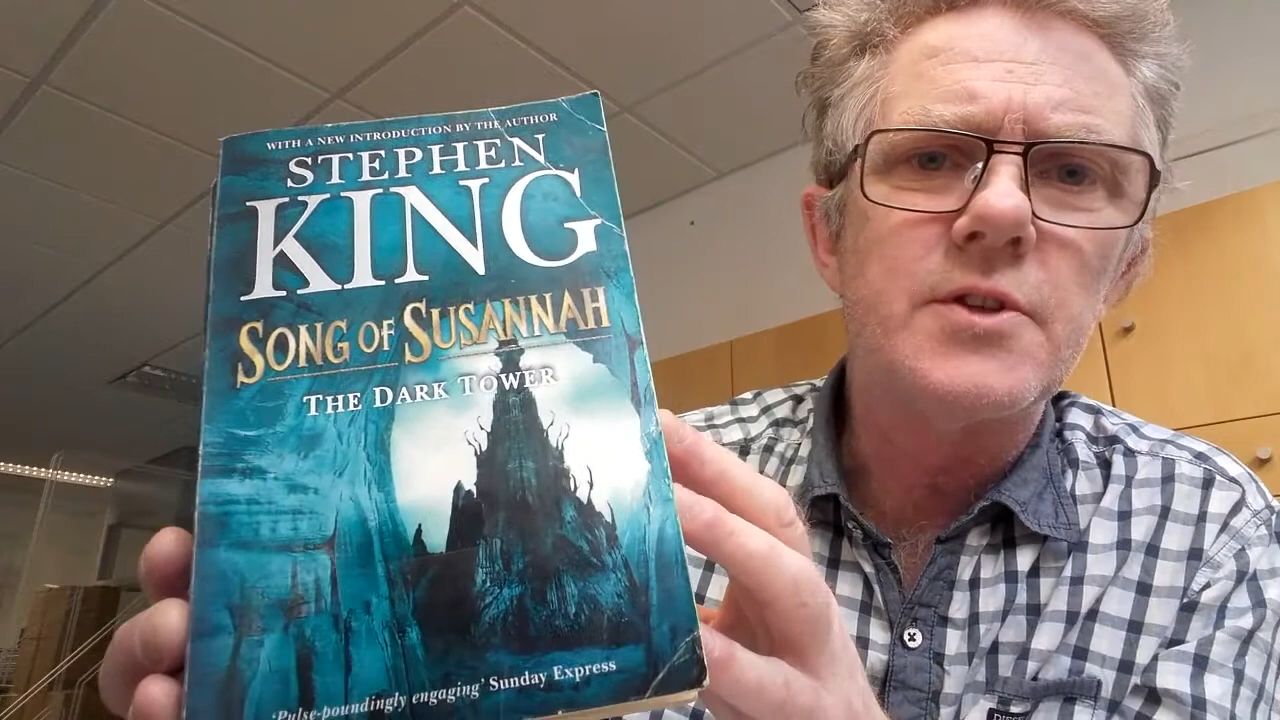 WITH A NEW INTRODUCTION BY THE AUTHOR
STEPHEN
KING
SONG OF SUSANNAH
THE DARK TOWER
'Pulse-poundingly engaging' Sunday Express
DIESEL